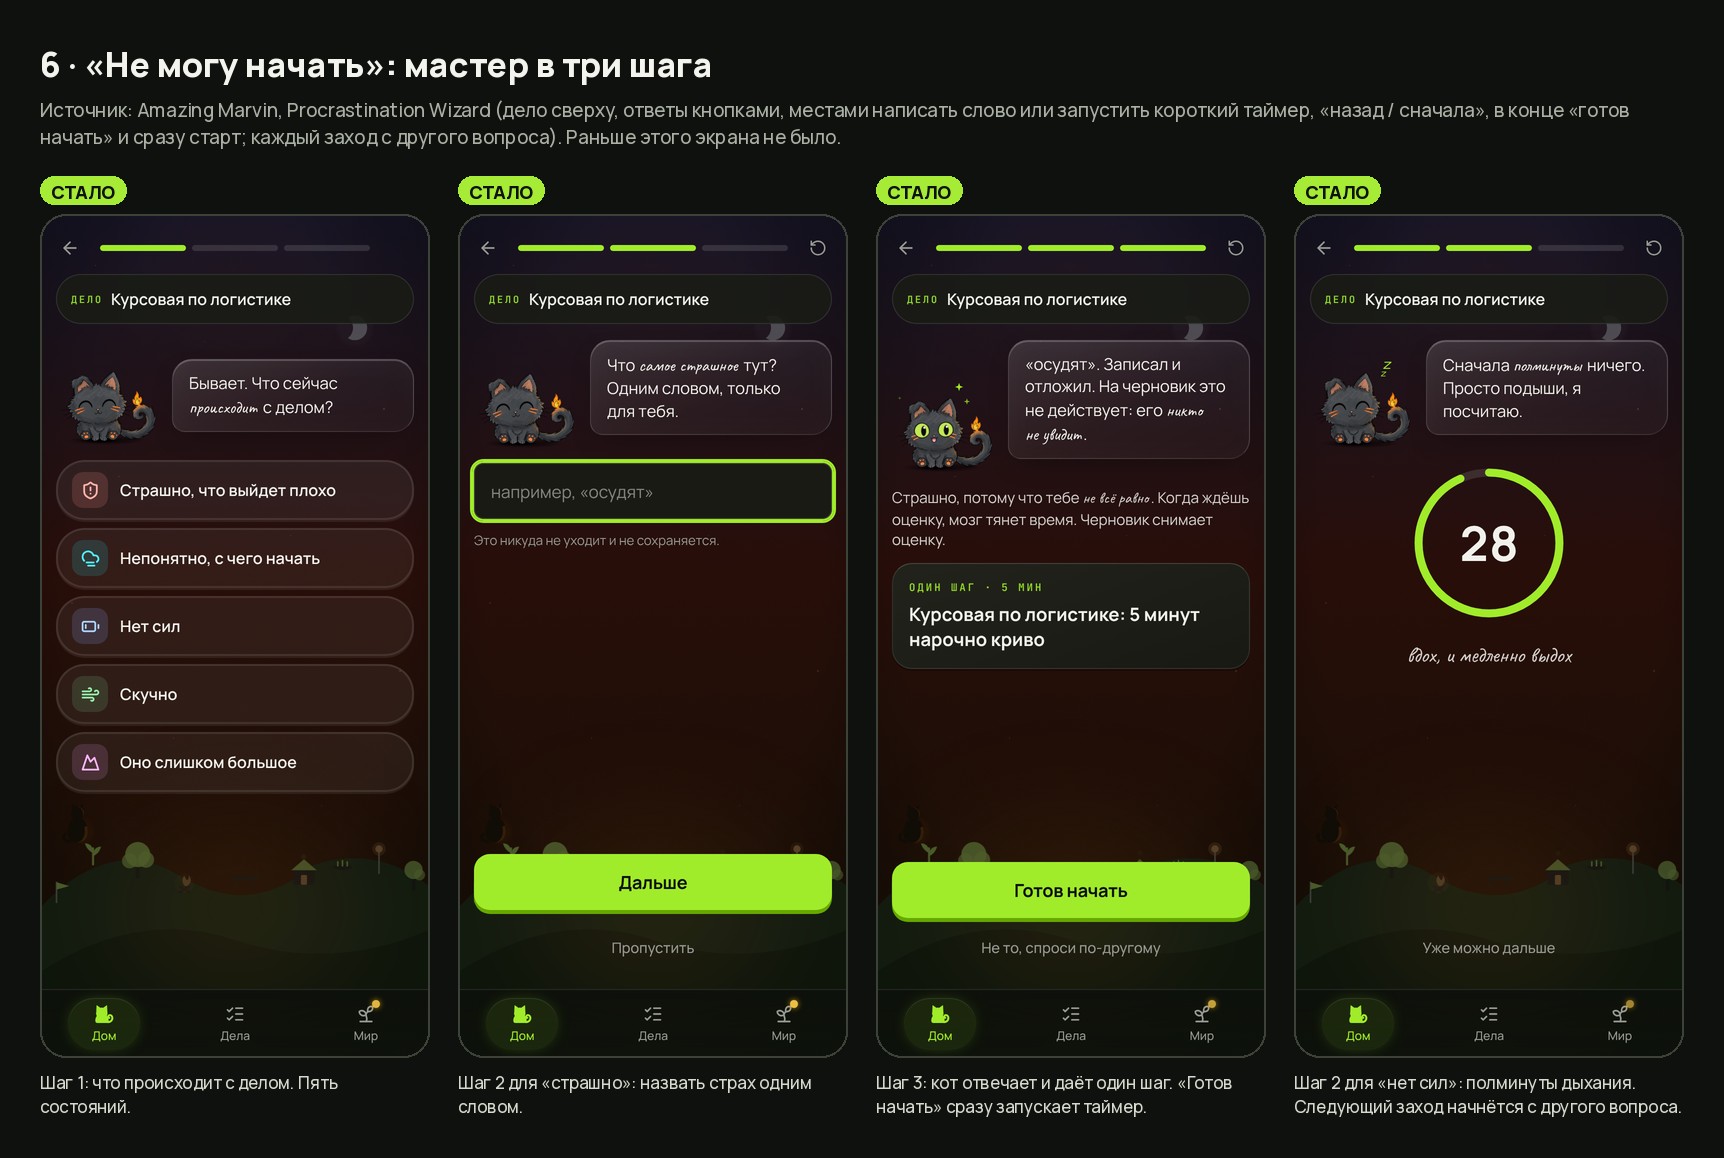 6 · «Не могу начать»: мастер в три шага
Источник: Amazing Marvin, Procrastination Wizard (дело сверху, ответы кнопками, местами написать слово или запустить короткий таймер, «назад / сначала», в конце «готов
начать» и сразу старт; каждый заход с другого вопроса). Раньше этого экрана не было.
СТАЛО
ДЕЛО Курсовая по логистике
Бывает. Что сейчас
происходит с делом?
Страшно, что выйдет плохо
Непонятно, с чего начать
Нет сил
Скучно
Оно слишком большое
Дом
Дела
Мир
Шаг 1: что происходит с делом. Пять
состояний.
СТАЛО
ДЕЛО Курсовая по логистике
Что самое страшное тут?
Одним словом, только
для тебя.
например, «осудят»
Это никуда не уходит и не сохраняется.
Дальше
Пропустить
Дом
Дела
Мир
Шаг 2 для «страшно»: назвать страх одним
словом.
СТАЛО
ДЕЛО Курсовая по логистике
«осудят». Записал и
отложил. На черновик это
не действует: его никто
не увидит.
Страшно, потому что тебе не всё равно. Когда ждёшь
оценку, мозг тянет время. Черновик снимает
оценку.
ОДИН ШАГ · 5 МИН
Курсовая по логистике: 5 минут
нарочно криво
Готов начать
Не то, спроси по-другому
Дом
Дела
Мир
Шаг 3: кот отвечает и даёт один шаг. «Готов
начать» сразу запускает таймер.
СТАЛО
ДЕЛО Курсовая по логистике
z
z
Сначала полминуты ничего.
Просто подыши, я
посчитаю.
28
вдох, и медленно выдох
Уже можно дальше
Дом
Дела
Мир
Шаг 2 для «нет сил»: полминуты дыхания.
Следующий заход начнётся с другого вопроса.